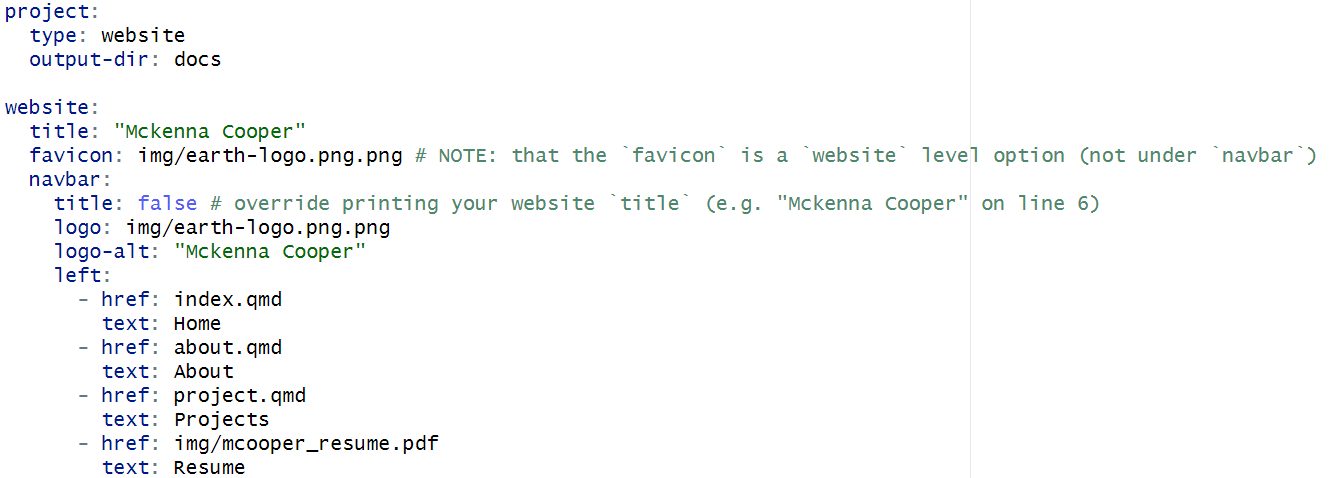 project:
  type: website
  output-dir: docs

website:
  title: "Mckenna Cooper"
  favicon: img/earth-logo.png.png # NOTE: that the `favicon` is a `website` level option (not under `navbar`)
  navbar:
    title: false # override printing your website `title` (e.g. "Mckenna Cooper" on line 6)
    logo: img/earth-logo.png.png
    logo-alt: "Mckenna Cooper"
    left:
      - href: index.qmd
        text: Home
      - href: about.qmd
        text: About
      - href: project.qmd
        text: Projects
      - href: img/mcooper_resume.pdf
        text: Resume